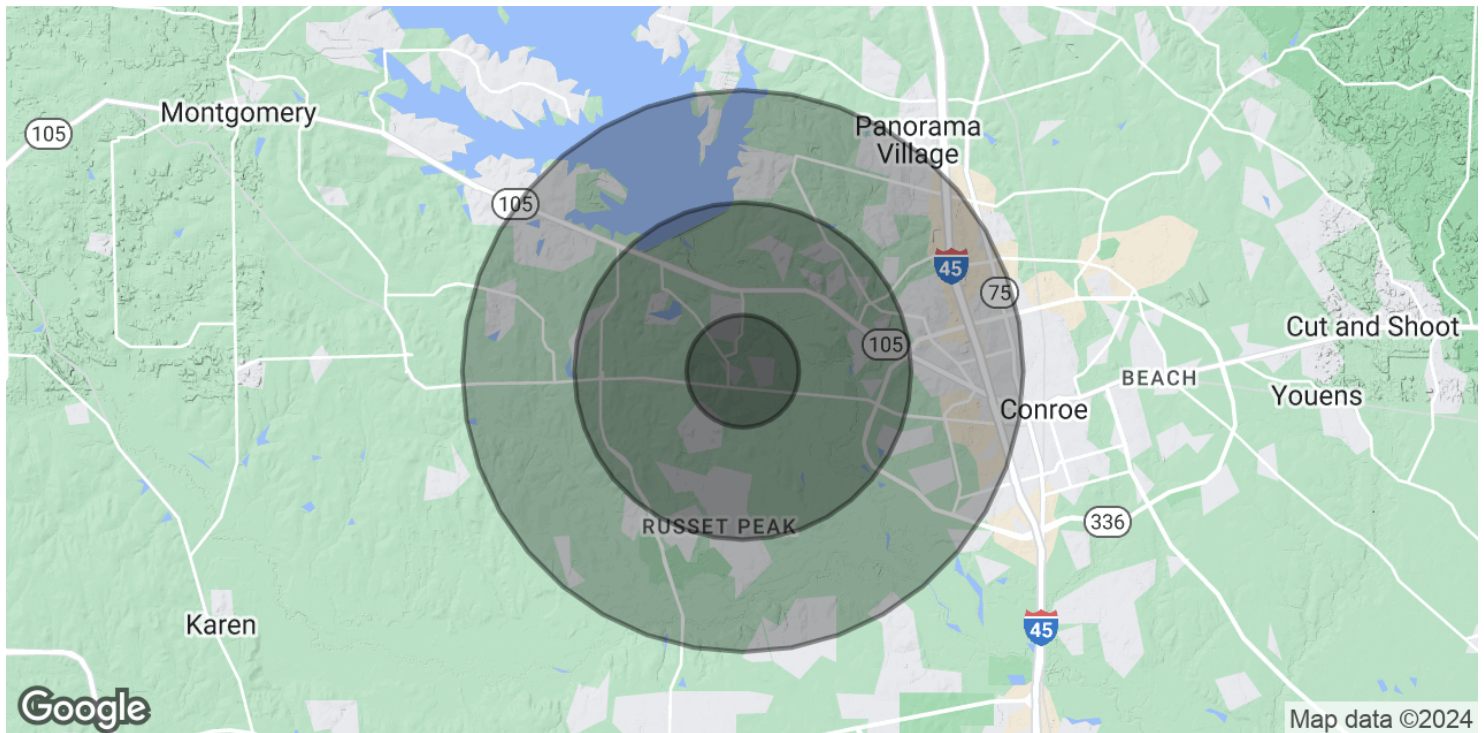 Montgomery
105
Panorama
Village
105
45
75
Cut and Shoot
105
BEACH
Youens
Conroe
RUSSET PEAK
336
Karen
45
Google
Map data ©2024